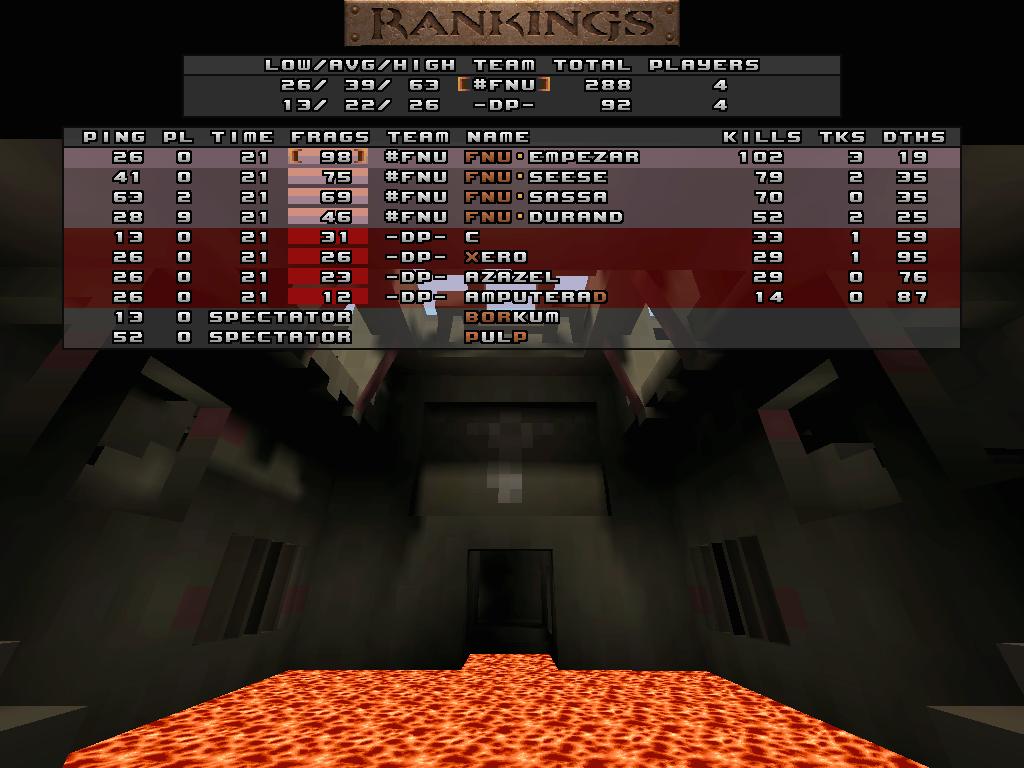 RANKINGS
LOW/AVG/HIGH TEAM TOTAL PLAYERS
26/ 39/ 63 [#FNU] 288 4
13/ 22/ 26 -DP- 92 4
PING PL TIME FRAGS TEAM NAME KILLS TKS DTHS
26 0 21 [ 98] #FNU FNU·EMPEZAR 102 3 19
41 0 21 75 #FNU FNU·SEESE 79 2 35
63 2 21 69 #FNU FNU·SASSA 70 0 35
28 9 21 46 #FNU FNU·DURAND 52 2 25
13 0 21 31 -DP- C 33 1 59
26 0 21 26 -DP- XERO 29 1 95
26 0 21 23 -DP- AZAZEL 29 0 76
26 0 21 12 -DP- AMPUTERAD 14 0 87
13 0 SPECTATOR BORKUM
52 0 SPECTATOR PULP